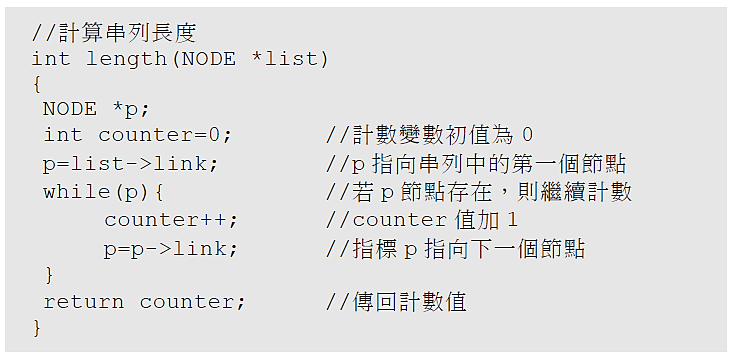 //計算串列長度
int length(NODE *list)
{
NODE *p;
int counter=0; //計數變數初值為 0
p=list->link; //p 指向串列中的第一個節點
while(p){ //若 p 節點存在，則繼續計數
counter++; //counter 值加 1
p=p->link; //指標 p 指向下一個節點
}
return counter; //傳回計數值
}